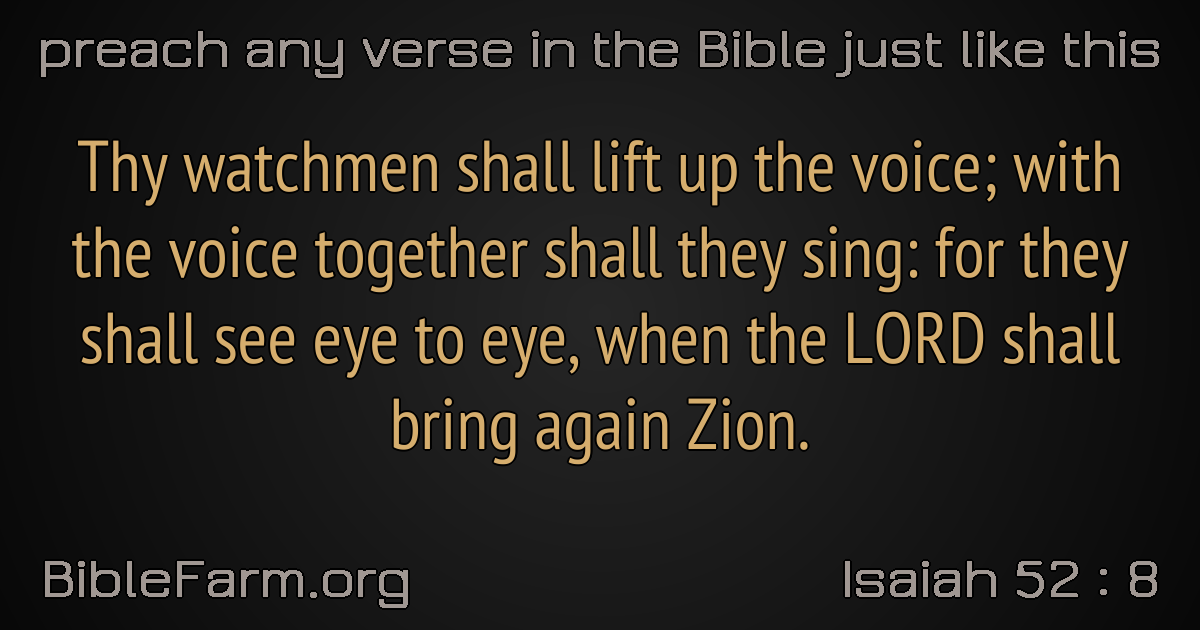 preach any verse in the Bible just like this
Thy watchmen shall lift up the voice; with
the voice together shall they sing: for they
shall see eye to eye, when the LORD shall
bring again Zion.
BibleFarm.org
Isaiah 52 : 8